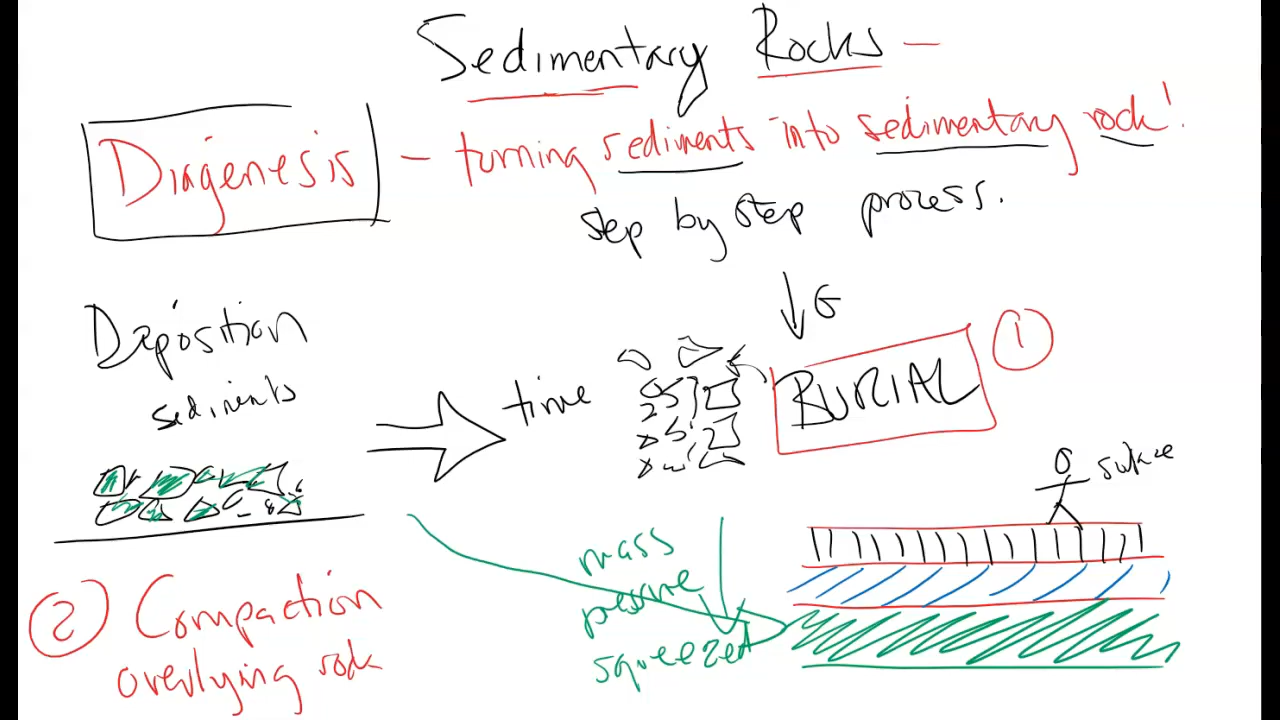 Sedimentary Rocks -
Diagenesis - turning sediments into sedimentary rock!
step by step process.
G
Deposition
sediments
time
BURIAL
1
surface
mass
pressure
squeezed
2 Compaction
overlying rock